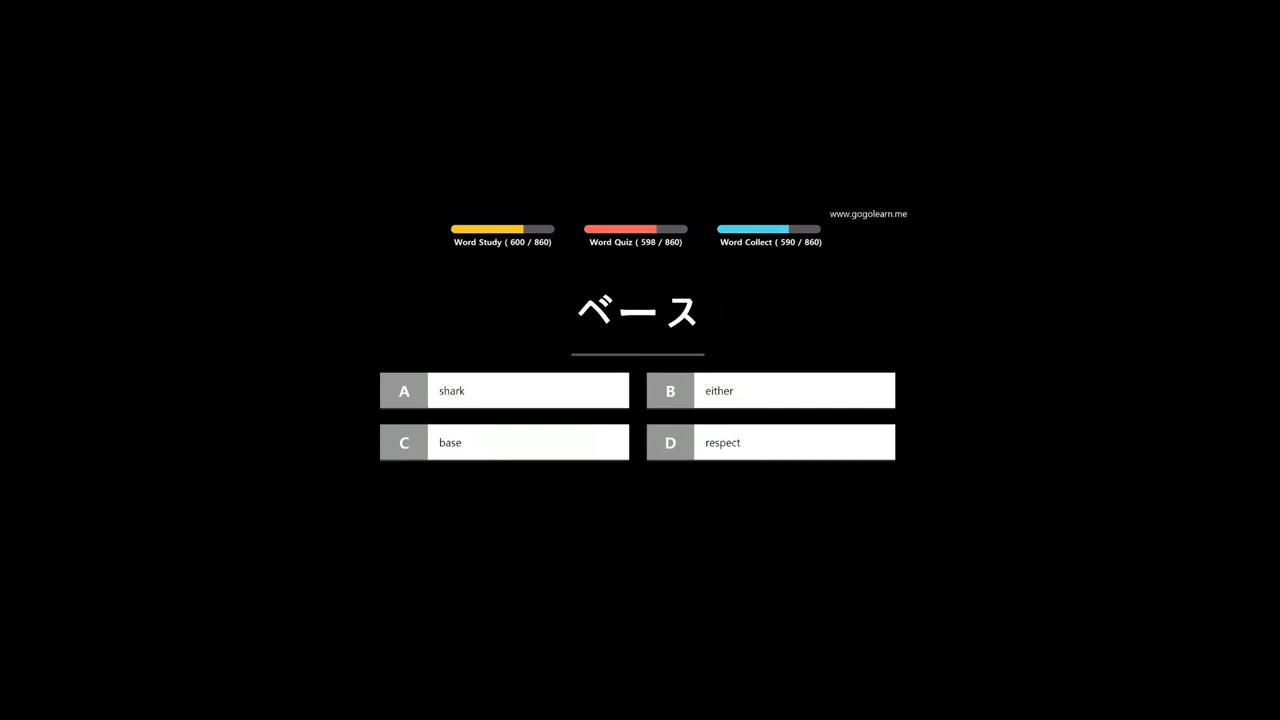 www.gogolearn.me
Word Study ( 600 / 860)
Word Quiz ( 598 / 860)
Word Collect ( 590 / 860)
ベース
A shark
B either
C base
D respect